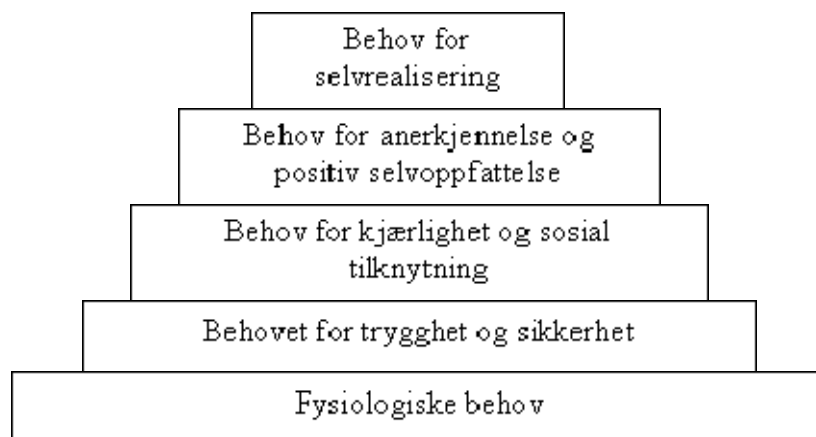 Behov for
selvrealisering
Behov for anerkjennelse og
positiv selvoppfattelse
Behov for kjærlighet og sosial
tilknytning
Behovet for trygghet og sikkerhet
Fysiologiske behov